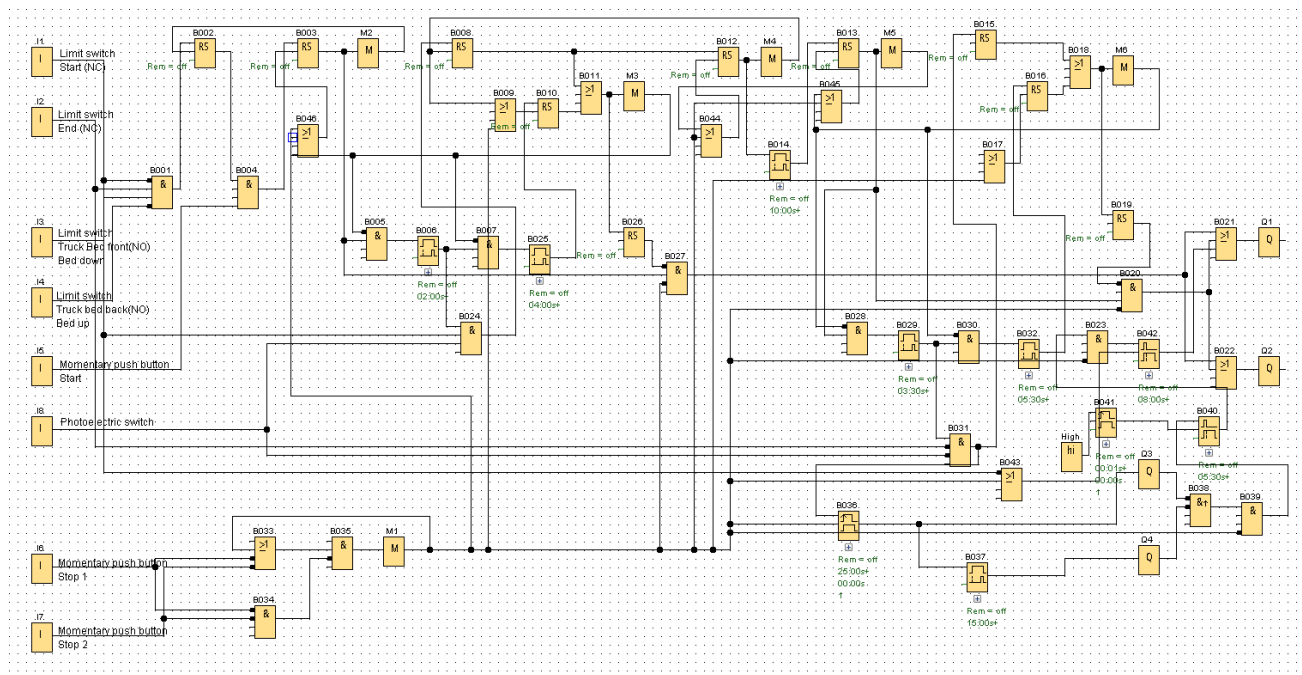 I1
I
Limit switch
Start (NC)
I2
I
Limit switch
End (NC)
I3
I
Limit switch
Truck Bed front(NO)
Bed down
I4
I
Limit switch
Truck bed back(NO)
Bed up
I5
I
Momentary push button
Start
I8
I
Photoelectric switch
I6
I
Momentary push button
Stop 1
I7
I
Momentary push button
Stop 2
B002
RS
Rem = off
B003
RS
Rem = off
M2
M
B046
≥1
B001
&
B004
&
B005
&
B006
Rem = off
02:00s+
B007
&
B008
RS
Rem = off
B009
≥1
B010
RS
Rem = off
B011
≥1
M3
M
B012
RS
Rem = off
M4
M
B013
RS
Rem = off
M5
M
B044
≥1
B045
≥1
B014
Rem = off
10:00s+
B015
RS
Rem = off
B016
RS
Rem = off
B017
≥1
B018
≥1
M6
M
B019
RS
Rem = off
B020
&
B021
≥1
Q1
Q
B022
≥1
Q2
Q
B025
Rem = off
04:00s+
B026
RS
Rem = off
B027
&
B024
&
B028
&
B029
Rem = off
03:30s+
B030
&
B032
Rem = off
05:30s+
B023
&
B042
Rem = off
08:00s+
B031
&
High
hi
B041
Rem = off
00:01s+
00:00s
1
B040
Rem = off
05:30s+
B043
≥1
Q3
Q
B038
&↑
B039
&
Q4
Q
B036
Rem = off
25:00s+
00:00s
1
B037
Rem = off
15:00s+
B033
≥1
B035
&
M1
M
B034
&